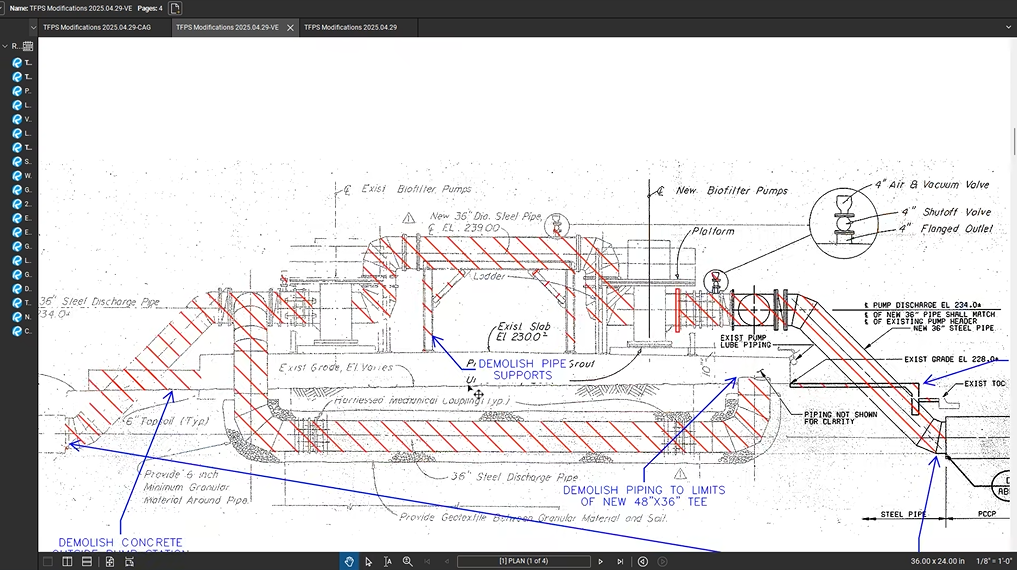 Name: TFPS Modifications 2025.04.29-VE Pages: 4
TFPS Modifications 2025.04.29-CAG
TFPS Modifications 2025.04.29-VE
TFPS Modifications 2025.04.29
R...
T...
T...
P...
L...
V...
L...
T...
S...
W...
G...
2...
E...
E...
G...
L...
G...
D...
T...
N...
C...
℄ Exist Biofilter Pumps
℄ New Biofilter Pumps
4" Air & Vacuum Valve
4" Shutoff Valve
4" Flanged Outlet
New 36" Dia. Steel Pipe,
℄ EL. 239.00
Platform
Ladder
36" Steel Discharge Pipe
234.0±
℄ PUMP DISCHARGE EL 234.0±
℄ OF NEW 36" PIPE SHALL MATCH
℄ OF EXISTING PUMP HEADER
NEW 36" STEEL PIPE
Exist Slab
El 230.0±
EXIST PUMP
LUBE PIPING
EXIST GRADE EL 228.0±
Exist Grade, El Varies
DEMOLISH PIPE
SUPPORTS
Grout
EXIST TOC
Harnessed Mechanical Coupling (Typ.)
6" Topsoil (Typ)
PIPING NOT SHOWN
FOR CLARITY
Provide 6 inch
Minimum Granular
Material Around Pipe.
36" Steel Discharge Pipe
DEMOLISH PIPING TO LIMITS
OF NEW 48"X36" TEE
Provide Geotextile Between Granular Material and Soil.
STEEL PIPE
PCCP
DEMOLISH CONCRETE
OUTSIDE PUMP STATION
[1] PLAN (1 of 4)
36.00 x 24.00 in
1/8" = 1'-0"